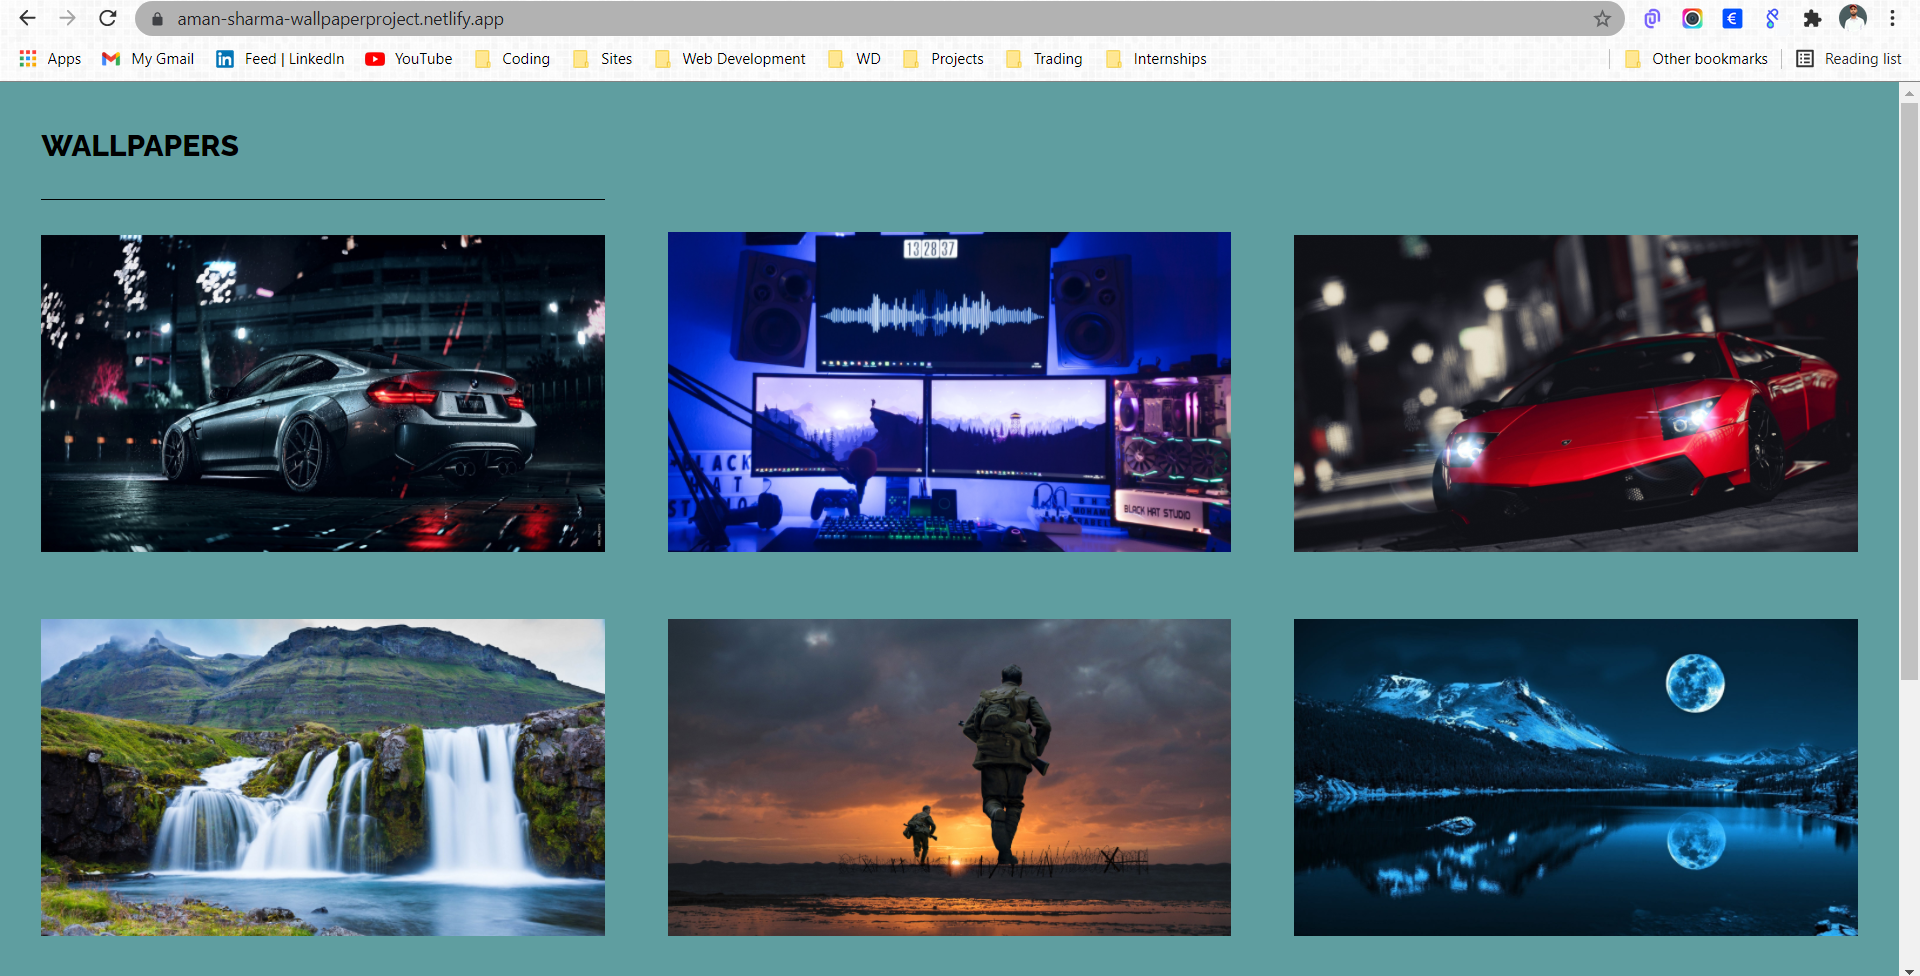 aman-sharma-wallpaperproject.netlify.app
Apps My Gmail Feed | LinkedIn YouTube Coding Sites Web Development WD Projects Trading Internships Other bookmarks Reading list
WALLPAPERS
13 28 37
BLACK HAT STUDIO